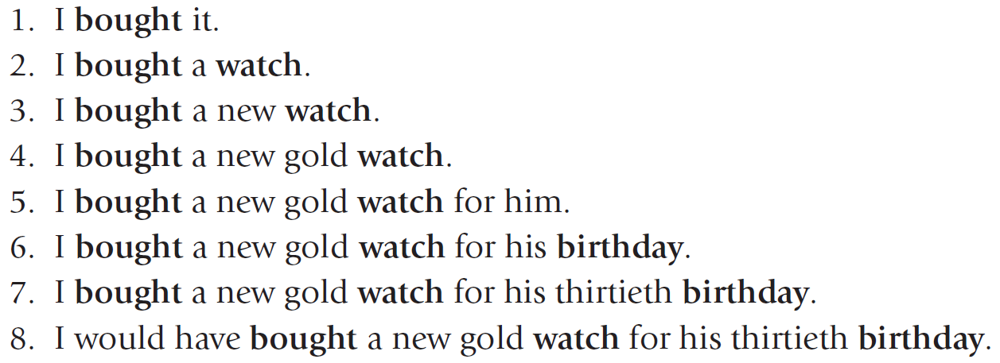 1. I bought it.
2. I bought a watch.
3. I bought a new watch.
4. I bought a new gold watch.
5. I bought a new gold watch for him.
6. I bought a new gold watch for his birthday.
7. I bought a new gold watch for his thirtieth birthday.
8. I would have bought a new gold watch for his thirtieth birthday.